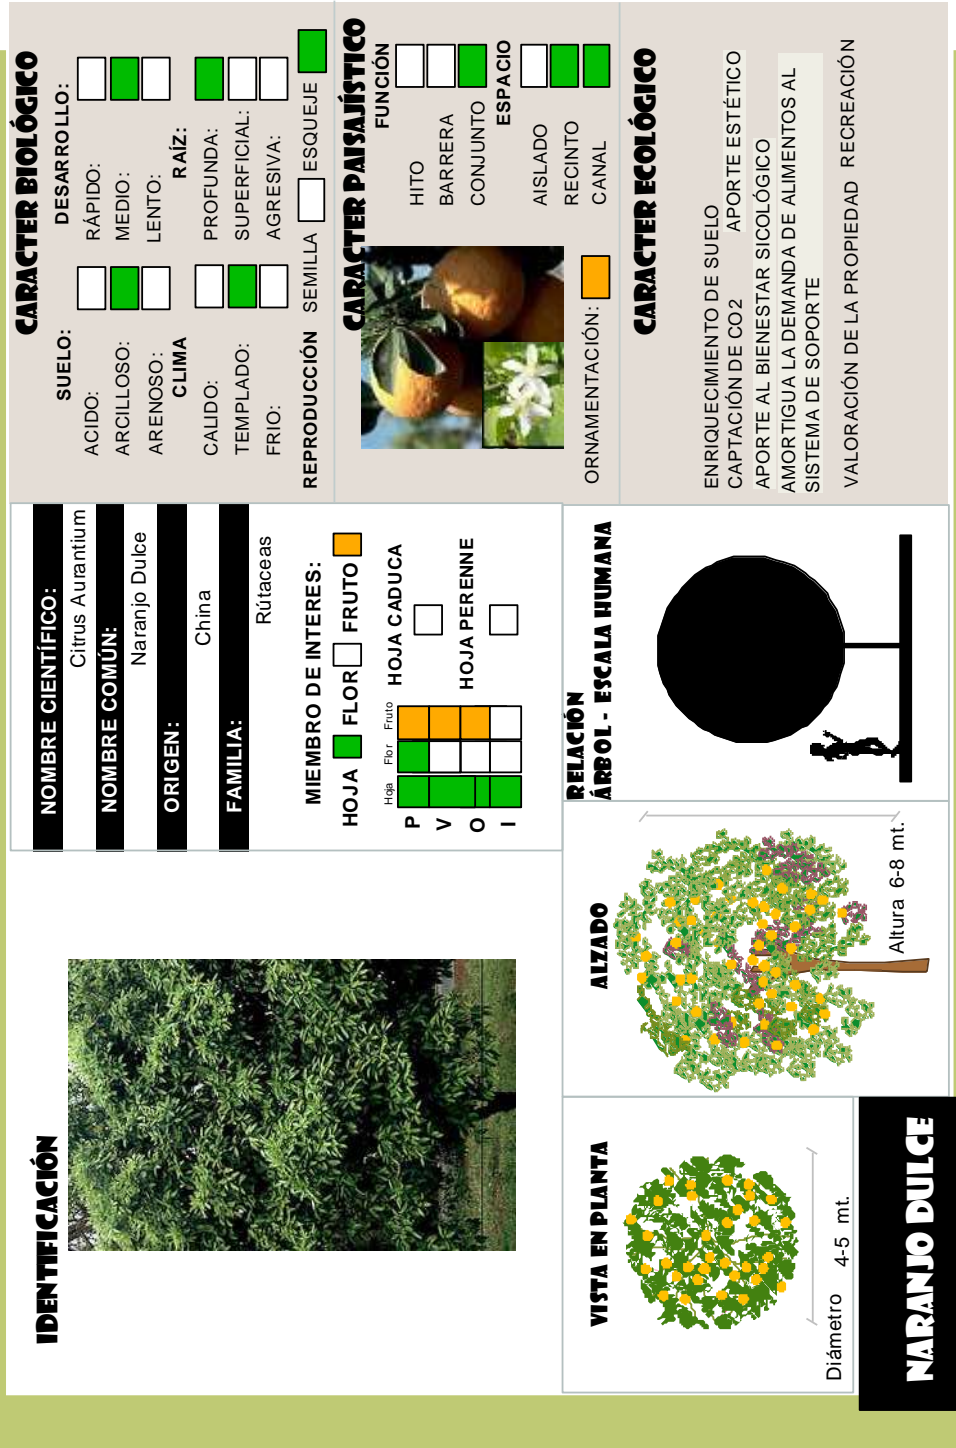 IDENTIFICACIÓN
NOMBRE CIENTÍFICO:
Citrus Aurantium
NOMBRE COMÚN:
Naranjo Dulce
ORIGEN:
China
FAMILIA:
Rútaceas
MIEMBRO DE INTERES:
HOJA FLOR FRUTO
Hoja Flor Fruto
P
V
O
I
HOJA CADUCA
HOJA PERENNE
CARACTER BIOLÓGICO
SUELO:
ACIDO:
ARCILLOSO:
ARENOSO:
CLIMA
CALIDO:
TEMPLADO:
FRIO:
DESARROLLO:
RÁPIDO:
MEDIO:
LENTO:
RAÍZ:
PROFUNDA:
SUPERFICIAL:
AGRESIVA:
REPRODUCCIÓN SEMILLA ESQUEJE
CARACTER PAISAJÍSTICO
FUNCIÓN
HITO
BARRERA
CONJUNTO
ESPACIO
AISLADO
RECINTO
CANAL
ORNAMENTACIÓN:
CARACTER ECOLÓGICO
ENRIQUECIMIENTO DE SUELO
CAPTACIÓN DE CO2 APORTE ESTÉTICO
APORTE AL BIENESTAR SICOLÓGICO
AMORTIGUA LA DEMANDA DE ALIMENTOS AL
SISTEMA DE SOPORTE
VALORACIÓN DE LA PROPIEDAD RECREACIÓN
VISTA EN PLANTA
Diámetro 4-5 mt.
ALZADO
Altura 6-8 mt.
RELACIÓN
ÁRBOL - ESCALA HUMANA
NARANJO DULCE